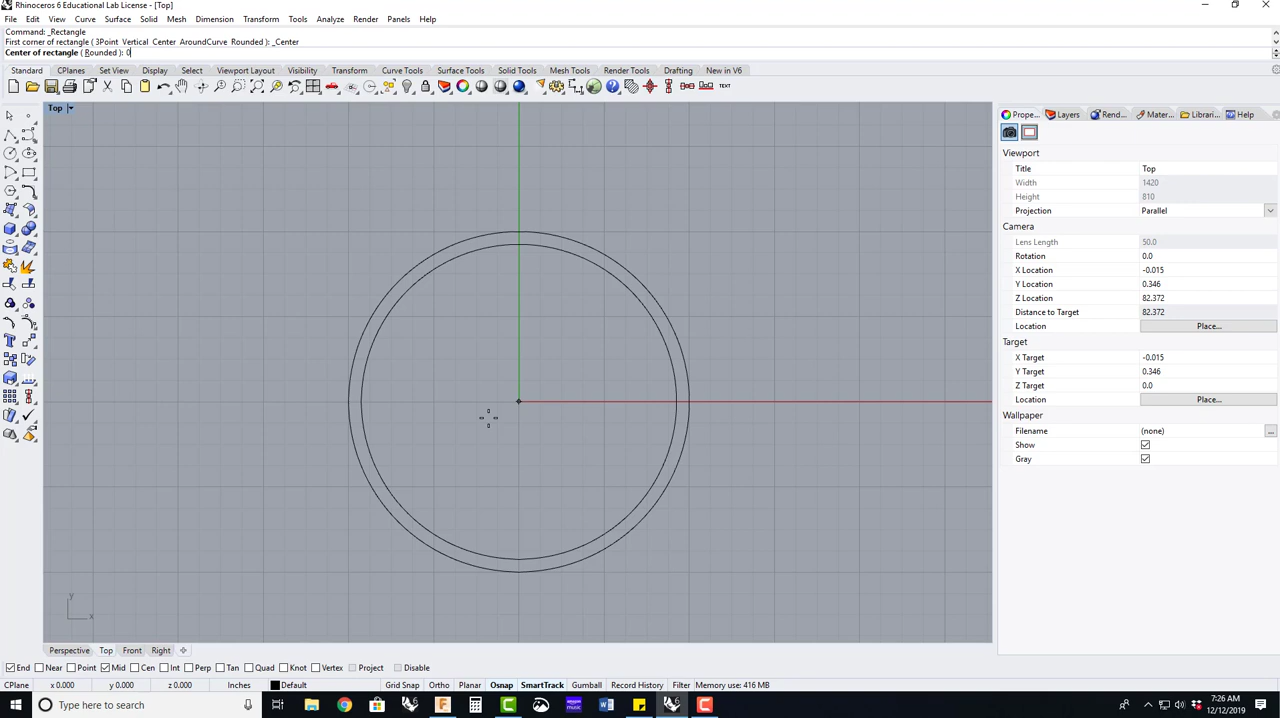 Rhinoceros 6 Educational Lab License - [Top]
File Edit View Curve Surface Solid Mesh Dimension Transform Tools Analyze Render Panels Help
Command: _Rectangle
First corner of rectangle ( 3Point Vertical Center AroundCurve Rounded ): _Center
Center of rectangle ( Rounded ): 0
Standard CPlanes Set View Display Select Viewport Layout Visibility Transform Curve Tools Surface Tools Solid Tools Mesh Tools Render Tools Drafting New in V6
TEXT
Top
Prope... Layers Rend... Mater... Librari... Help
Viewport
Title Top
Width 1420
Height 810
Projection Parallel
Camera
Lens Length 50.0
Rotation 0.0
X Location -0.015
Y Location 0.346
Z Location 82.372
Distance to Target 82.372
Location Place...
Target
X Target -0.015
Y Target 0.346
Z Target 0.0
Location Place...
Wallpaper
Filename (none) ...
Show
Gray
y
x
Perspective Top Front Right
End Near Point Mid Cen Int Perp Tan Quad Knot Vertex Project Disable
CPlane x 0.000 y 0.000 z 0.000 Inches Default Grid Snap Ortho Planar Osnap SmartTrack Gumball Record History Filter Memory use: 416 MB
Type here to search
music
7:26 AM
12/12/2019